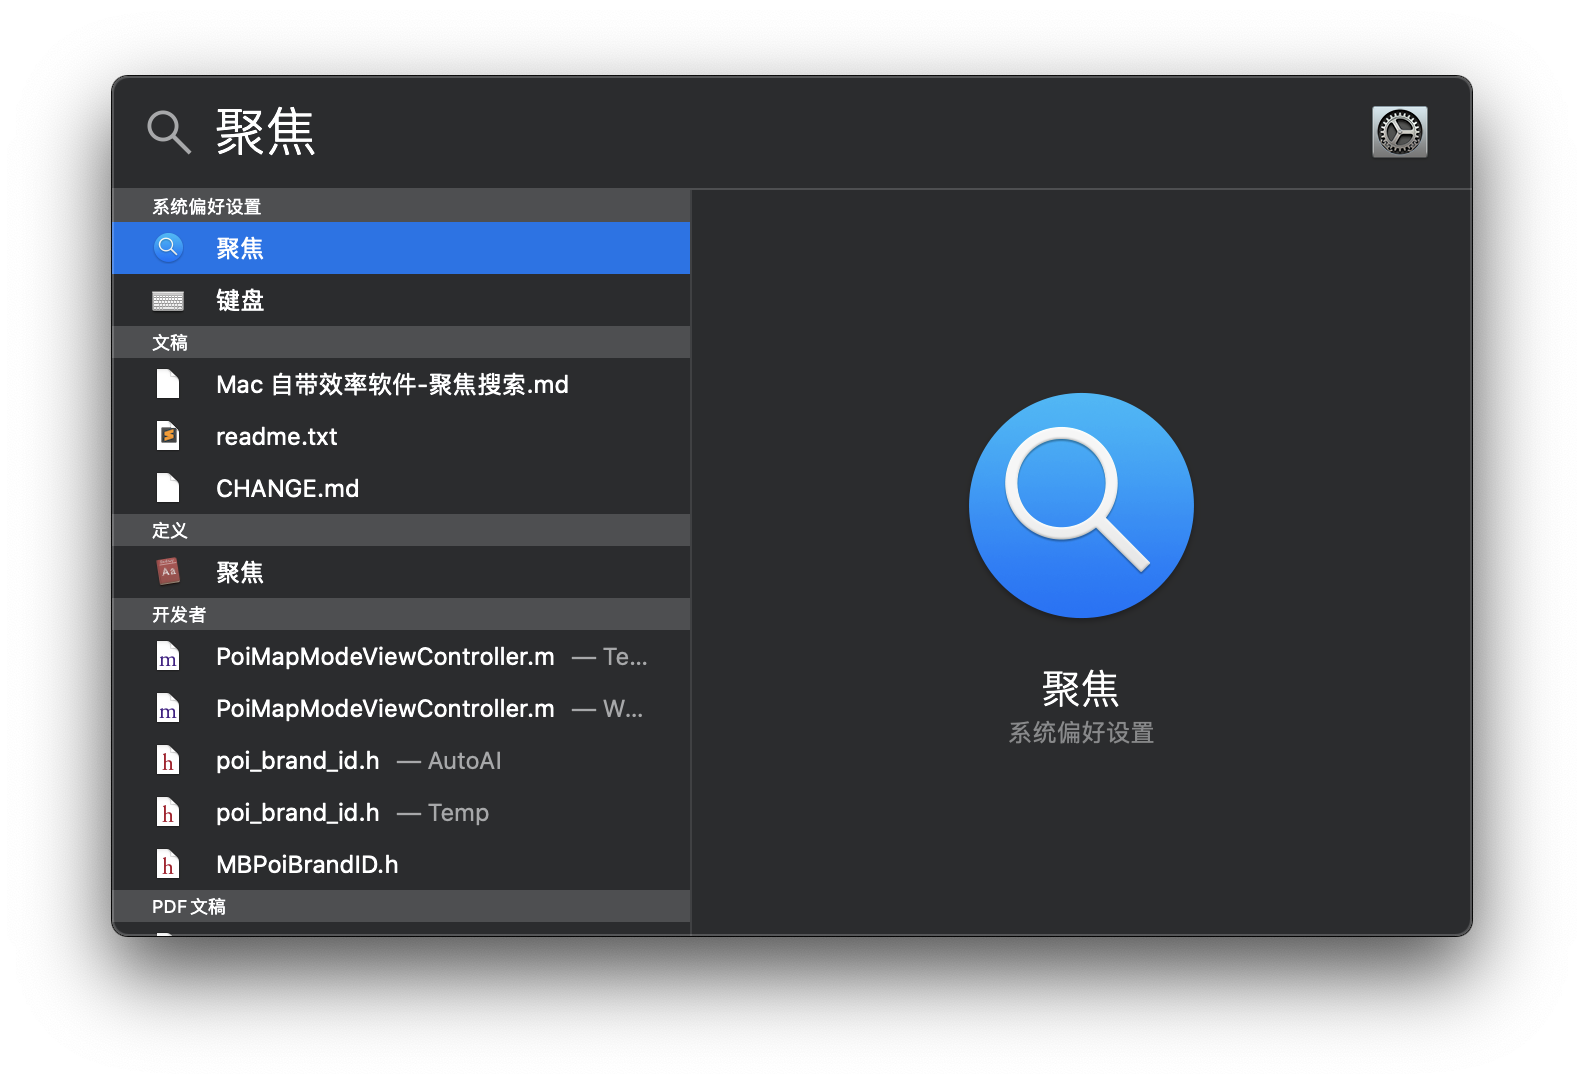 聚焦
系统偏好设置
聚焦
键盘
文稿
Mac 自带效率软件-聚焦搜索.md
readme.txt
CHANGE.md
定义
聚焦
开发者
PoiMapModeViewController.m — Te...
PoiMapModeViewController.m — W...
poi_brand_id.h — AutoAI
poi_brand_id.h — Temp
MBPoiBrandID.h
PDF 文稿
聚焦
系统偏好设置